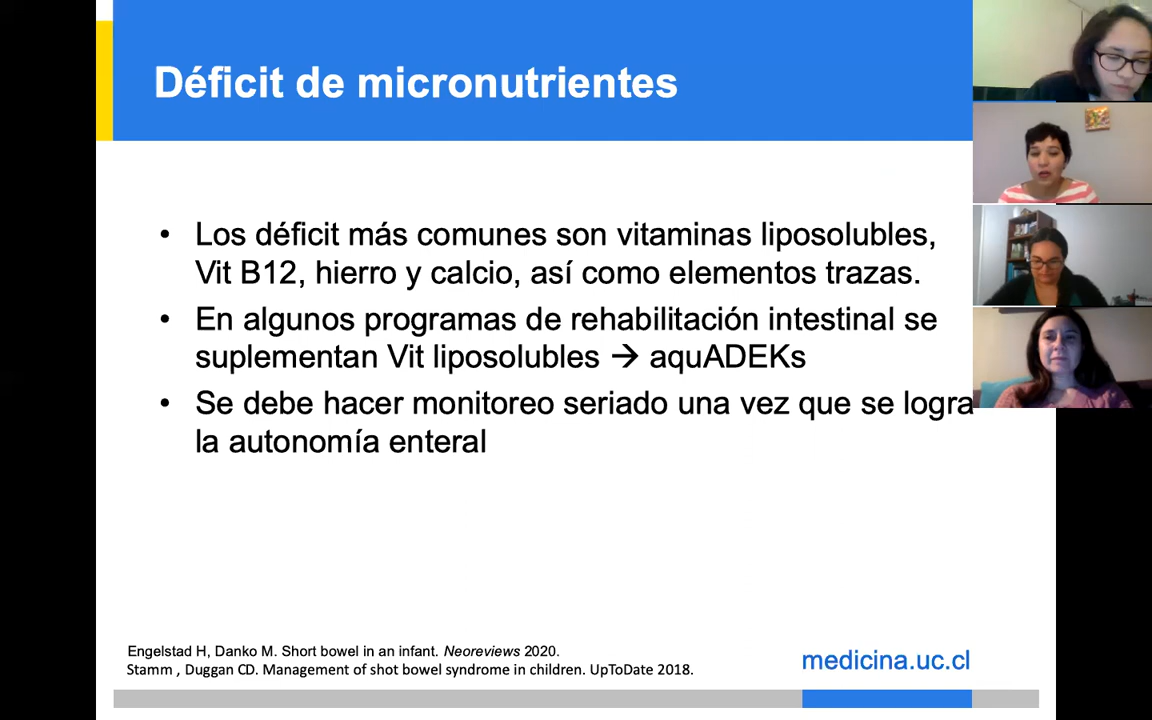 Déficit de micronutrientes
• Los déficit más comunes son vitaminas liposolubles,
Vit B12, hierro y calcio, así como elementos trazas.
• En algunos programas de rehabilitación intestinal se
suplementan Vit liposolubles → aquADEKs
• Se debe hacer monitoreo seriado una vez que se logra
la autonomía enteral
Engelstad H, Danko M. Short bowel in an infant. Neoreviews 2020.
Stamm , Duggan CD. Management of shot bowel syndrome in children. UpToDate 2018.
medicina.uc.cl